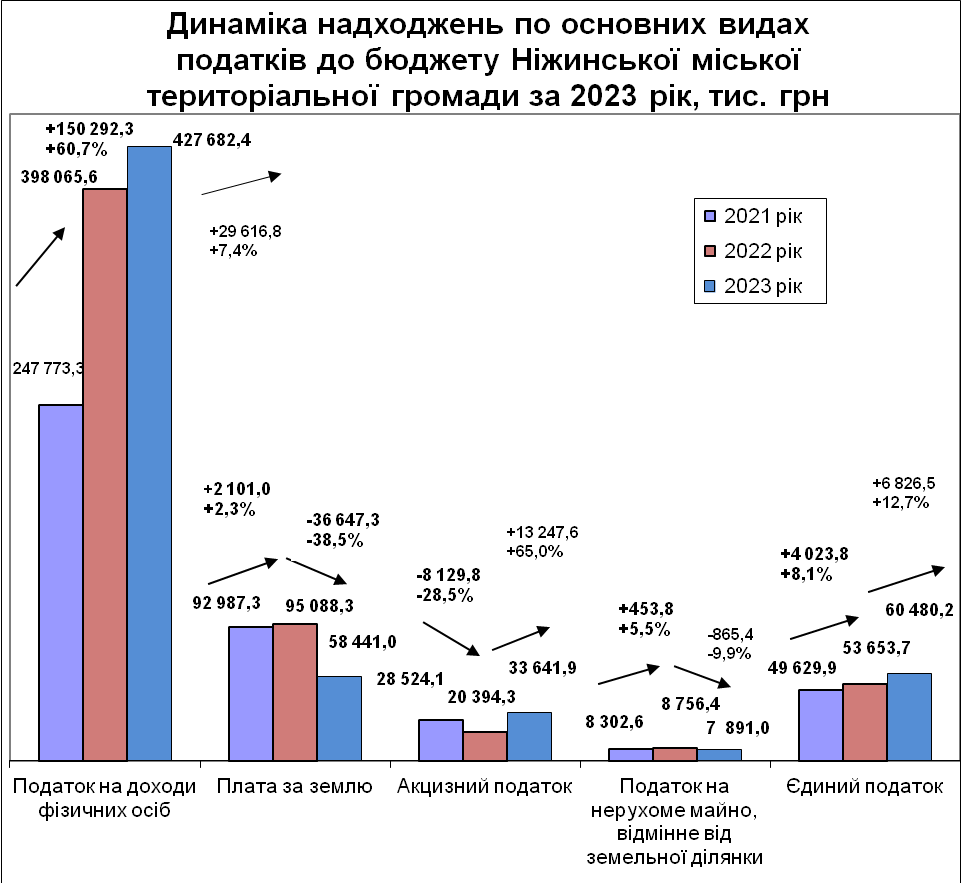 Динаміка надходжень по основних видах
податків до бюджету Ніжинської міської
територіальної громади за 2023 рік, тис. грн
+150 292,3
+60,7%
427 682,4
398 065,6
+29 616,8
+7,4%
247 773,3
2021 рік
2022 рік
2023 рік
+2 101,0
+2,3%
-36 647,3
-38,5%
92 987,3
95 088,3
58 441,0
-8 129,8
-28,5%
+13 247,6
+65,0%
28 524,1
20 394,3
33 641,9
+453,8
+5,5%
-865,4
-9,9%
8 302,6
8 756,4
7 891,0
+4 023,8
+8,1%
+6 826,5
+12,7%
49 629,9
53 653,7
60 480,2
Податок на доходи
фізичних осіб
Плата за землю
Акцизний податок
Податок на
нерухоме майно,
відмінне від
земельної ділянки
Єдиний податок